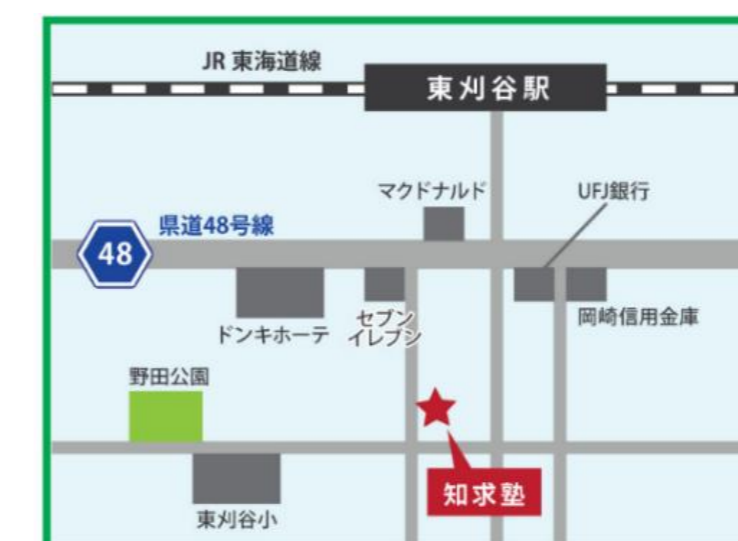 JR 東海道線
東刈谷駅
マクドナルド
UFJ銀行
県道48号線
48
ドンキホーテ
セブン
イレブン
岡崎信用金庫
野田公園
知求塾
東刈谷小